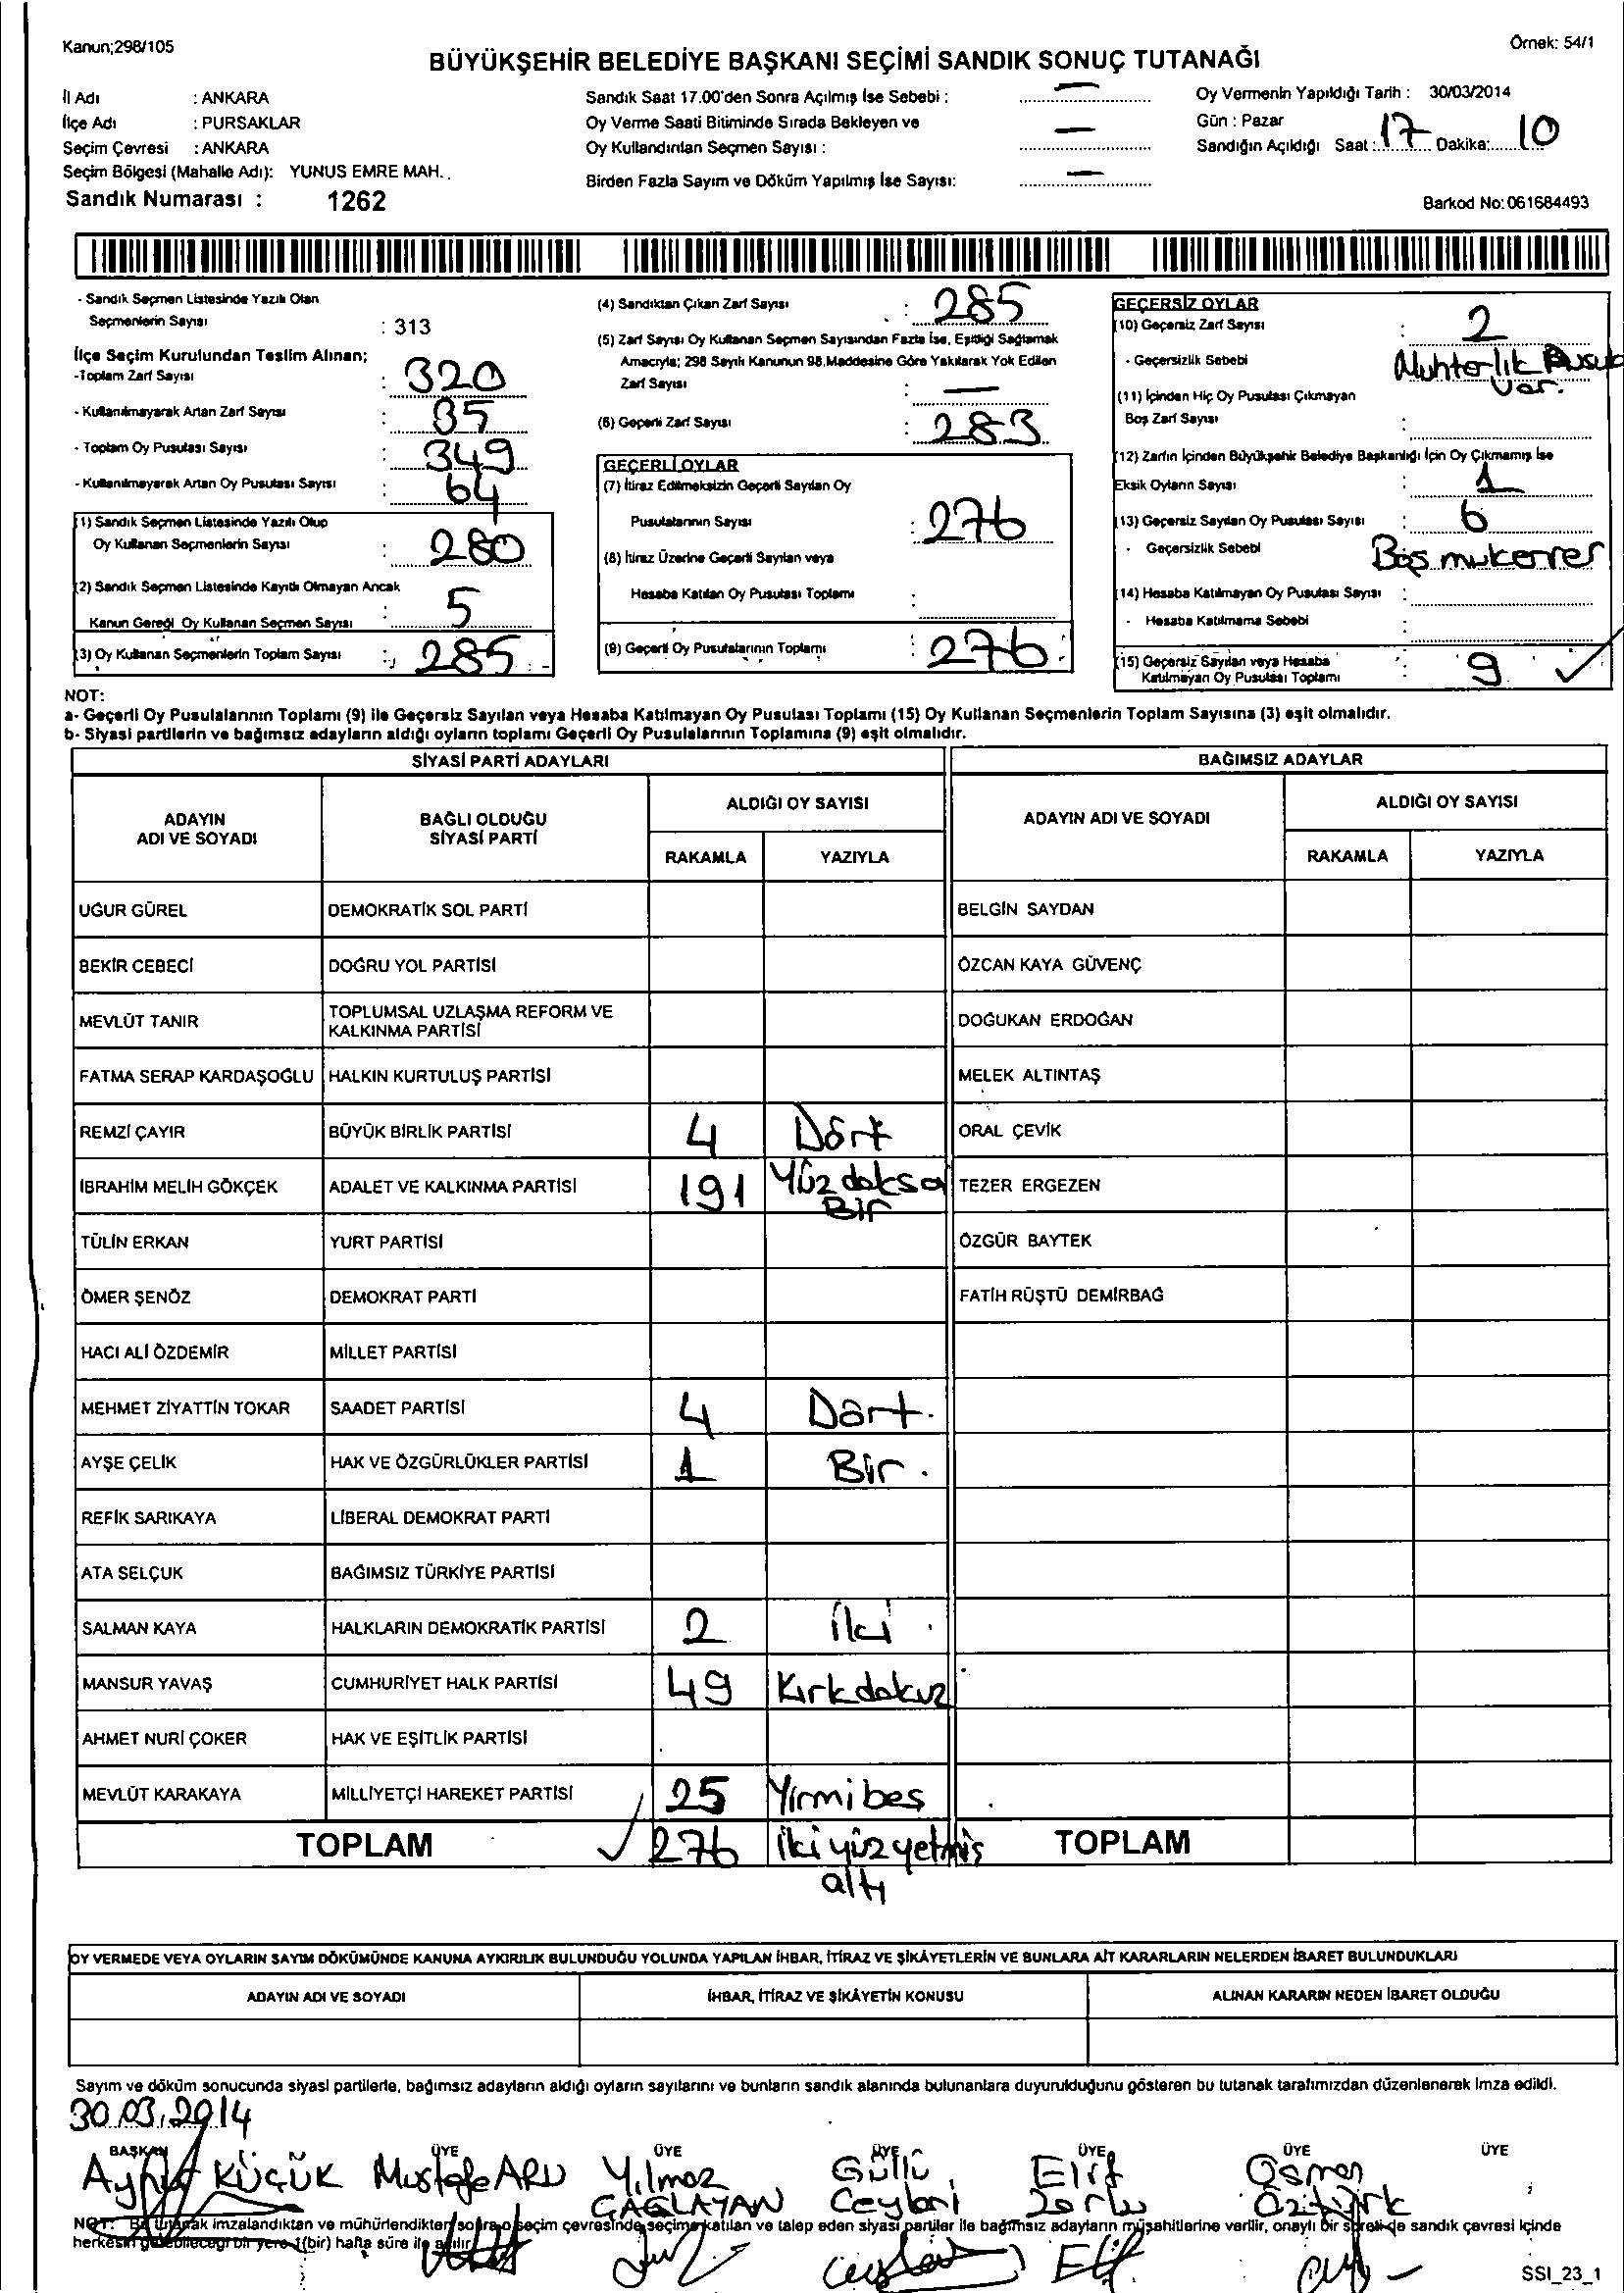 Kanun;298/105
Örnek: 54/1
BÜYÜKŞEHİR BELEDİYE BAŞKANI SEÇİMİ SANDIK SONUÇ TUTANAĞI
İl Adı : ANKARA
İlçe Adı : PURSAKLAR
Seçim Çevresi : ANKARA
Seçim Bölgesi (Mahalle Adı): YUNUS EMRE MAH. .
Sandık Numarası : 1262
Sandık Saat 17.00'den Sonra Açılmış İse Sebebi : —
Oy Verme Saati Bitiminde Sırada Bekleyen ve
Oy Kullandırılan Seçmen Sayısı : —
Birden Fazla Sayım ve Döküm Yapılmış İse Sayısı: —
Oy Vermenin Yapıldığı Tarih : 30/03/2014
Gün : Pazar
Sandığın Açıldığı Saat : 17 Dakika: 10
Barkod No: 061684493
- Sandık Seçmen Listesinde Yazılı Olan
Seçmenlerin Sayısı : 313
İlçe Seçim Kurulundan Teslim Alınan;
-Toplam Zarf Sayısı : 320
- Kullanılmayarak Artan Zarf Sayısı : 35
- Toplam Oy Pusulası Sayısı : 349
- Kullanılmayarak Artan Oy Pusulası Sayısı : 64
(1) Sandık Seçmen Listesinde Yazılı Olup
Oy Kullanan Seçmenlerin Sayısı : 280
(2) Sandık Seçmen Listesinde Kayıtlı Olmayan Ancak
Kanun Gereği Oy Kullanan Seçmen Sayısı : 5
(3) Oy Kullanan Seçmenlerin Toplam Sayısı : 285
(4) Sandıktan Çıkan Zarf Sayısı : 285
(5) Zarf Sayısı Oy Kullanan Seçmen Sayısından Fazla İse, Eşitliği Sağlamak
Amacıyla; 298 Sayılı Kanunun 98.Maddesine Göre Yakılarak Yok Edilen
Zarf Sayısı : —
(6) Geçerli Zarf Sayısı : 283
GEÇERLİ OYLAR
(7) İtiraz Edilmeksizin Geçerli Sayılan Oy
Pusulalarının Sayısı : 276
(8) İtiraz Üzerine Geçerli Sayılan veya
Hesaba Katılan Oy Pusulası Toplamı :
(9) Geçerli Oy Pusulalarının Toplamı : 276
GEÇERSİZ OYLAR
(10) Geçersiz Zarf Sayısı : 2
- Geçersizlik Sebebi Muhtarlık Pusula
var.
(11) İçinden Hiç Oy Pusulası Çıkmayan
Boş Zarf Sayısı :
(12) Zarfın İçinden Büyükşehir Belediye Başkanlığı İçin Oy Çıkmamış İse
Eksik Oyların Sayısı : 1
(13) Geçersiz Sayılan Oy Pusulası Sayısı : 6
- Geçersizlik Sebebi Boş mukerrer
(14) Hesaba Katılmayan Oy Pusulası Sayısı :
- Hesaba Katılmama Sebebi
(15) Geçersiz Sayılan veya Hesaba
Katılmayan Oy Pusulası Toplamı : 9 ✓
NOT:
a- Geçerli Oy Pusulalarının Toplamı (9) ile Geçersiz Sayılan veya Hesaba Katılmayan Oy Pusulası Toplamı (15) Oy Kullanan Seçmenlerin Toplam Sayısına (3) eşit olmalıdır.
b- Siyasi partilerin ve bağımsız adayların aldığı oyların toplamı Geçerli Oy Pusulalarının Toplamına (9) eşit olmalıdır.
SİYASİ PARTİ ADAYLARI BAĞIMSIZ ADAYLAR
ADAYIN
ADI VE SOYADI
BAĞLI OLDUĞU
SİYASİ PARTİ
ALDIĞI OY SAYISI
RAKAMLA YAZIYLA
ADAYIN ADI VE SOYADI
ALDIĞI OY SAYISI
RAKAMLA YAZIYLA
UĞUR GÜREL DEMOKRATİK SOL PARTİ BELGİN SAYDAN
BEKİR CEBECİ DOĞRU YOL PARTİSİ ÖZCAN KAYA GÜVENÇ
MEVLÜT TANIR TOPLUMSAL UZLAŞMA REFORM VE
KALKINMA PARTİSİ DOĞUKAN ERDOĞAN
FATMA SERAP KARDAŞOĞLU HALKIN KURTULUŞ PARTİSİ MELEK ALTINTAŞ
REMZİ ÇAYIR BÜYÜK BİRLİK PARTİSİ 4 Dört ORAL ÇEVİK
İBRAHİM MELİH GÖKÇEK ADALET VE KALKINMA PARTİSİ 191 Yüz doksa
Bir TEZER ERGEZEN
TÜLİN ERKAN YURT PARTİSİ ÖZGÜR BAYTEK
ÖMER ŞENÖZ DEMOKRAT PARTİ FATİH RÜŞTÜ DEMİRBAĞ
HACI ALİ ÖZDEMİR MİLLET PARTİSİ
MEHMET ZİYATTİN TOKAR SAADET PARTİSİ 4 Dört.
AYŞE ÇELİK HAK VE ÖZGÜRLÜKLER PARTİSİ 1 Bir.
REFİK SARIKAYA LİBERAL DEMOKRAT PARTİ
ATA SELÇUK BAĞIMSIZ TÜRKİYE PARTİSİ
SALMAN KAYA HALKLARIN DEMOKRATİK PARTİSİ 2 İki
MANSUR YAVAŞ CUMHURİYET HALK PARTİSİ 49 Kırkdokuz
AHMET NURİ ÇOKER HAK VE EŞİTLİK PARTİSİ
MEVLÜT KARAKAYA MİLLİYETÇİ HAREKET PARTİSİ 25 Yirmibeş
TOPLAM ✓ 276 İkiyüzyetmiş
altı
TOPLAM
OY VERMEDE VEYA OYLARIN SAYIM DÖKÜMÜNDE KANUNA AYKIRILIK BULUNDUĞU YOLUNDA YAPILAN İHBAR, İTİRAZ VE ŞİKÂYETLERİN VE BUNLARA AİT KARARLARIN NELERDEN İBARET BULUNDUKLARI
ADAYIN ADI VE SOYADI İHBAR, İTİRAZ VE ŞİKÂYETİN KONUSU ALINAN KARARIN NEDEN İBARET OLDUĞU
Sayım ve döküm sonucunda siyasi partilerle, bağımsız adayların aldığı oyların sayılarını ve bunların sandık alanında bulunanlara duyurulduğunu gösteren bu tutanak tarafımızdan düzenlenerek imza edildi.
30.03.2014
BAŞKAN ÜYE ÜYE ÜYE ÜYE ÜYE ÜYE
KÜÇÜK Mustafa Yılmaz Güllü Elif Osman
ÇAĞLAYAN Ceylani Zorlu Öztürk
NOT: Bu tutanak imzalandıktan ve mühürlendikten sonra, seçim çevresinde seçime katılan ve talep eden siyasi partiler ile bağımsız adayların müşahitlerine verilir, onaylı bir sureti de sandık çevresi içinde
herkesin görebileceği bir yere 1(bir) hafta süre ile asılır.
SSI_23_1